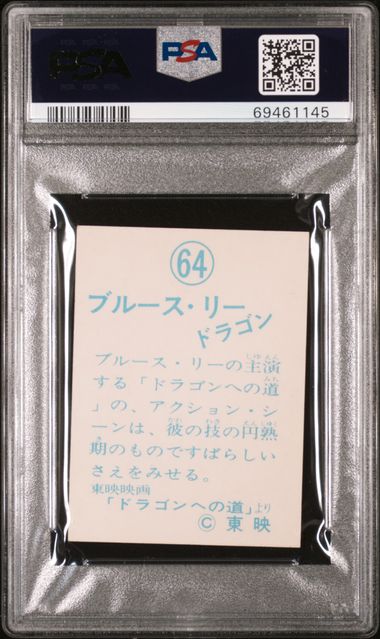 PSA
PSA
69461145
64
ブルース・リー
ドラゴン
ブルース・リーの主演
する「ドラゴンへの道
」の、アクション・シ
ーンは、彼の技の円熟
期のものですばらしい
さえをみせる。
東映映画
「ドラゴンへの道」より
© 東映